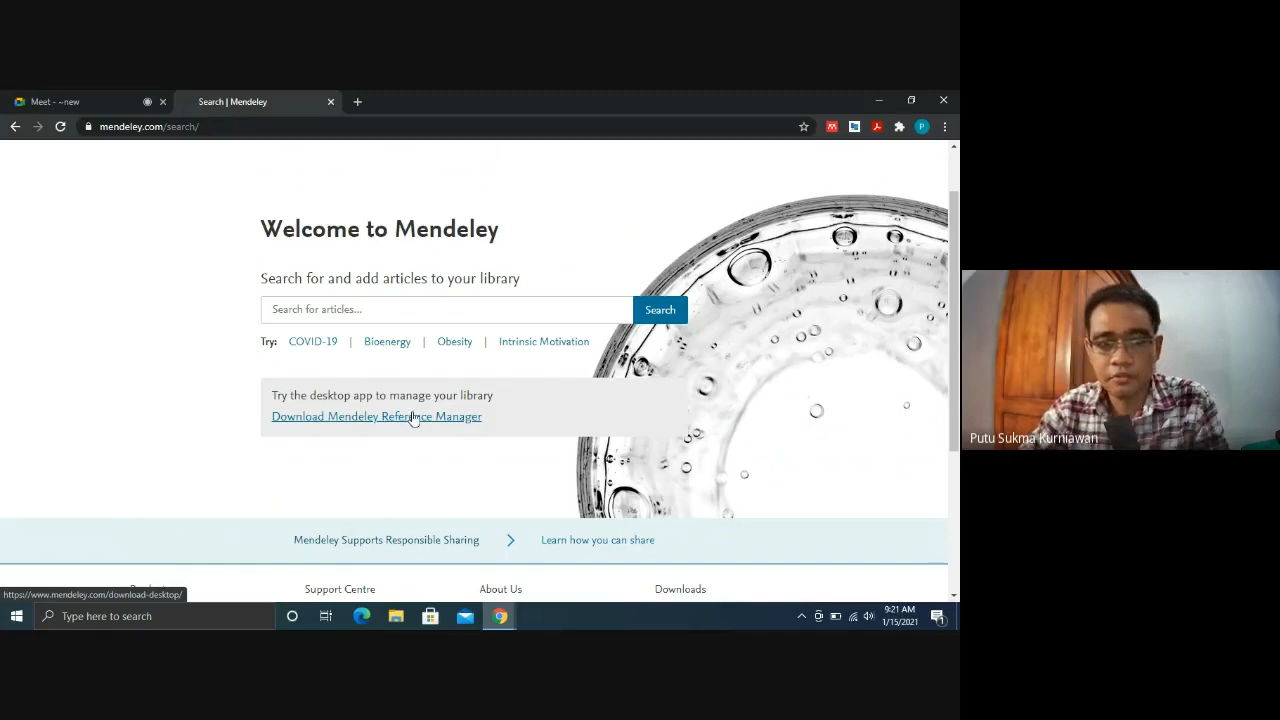 Meet - ~new
Search | Mendeley
mendeley.com/search/
P
Welcome to Mendeley
Search for and add articles to your library
Search for articles...
Search
Try: COVID-19 | Bioenergy | Obesity | Intrinsic Motivation
Try the desktop app to manage your library
Download Mendeley Reference Manager
Putu Sukma Kurniawan
Mendeley Supports Responsible Sharing
Learn how you can share
Support Centre
About Us
Downloads
https://www.mendeley.com/download-desktop/
Type here to search
9:21 AM
1/15/2021
1